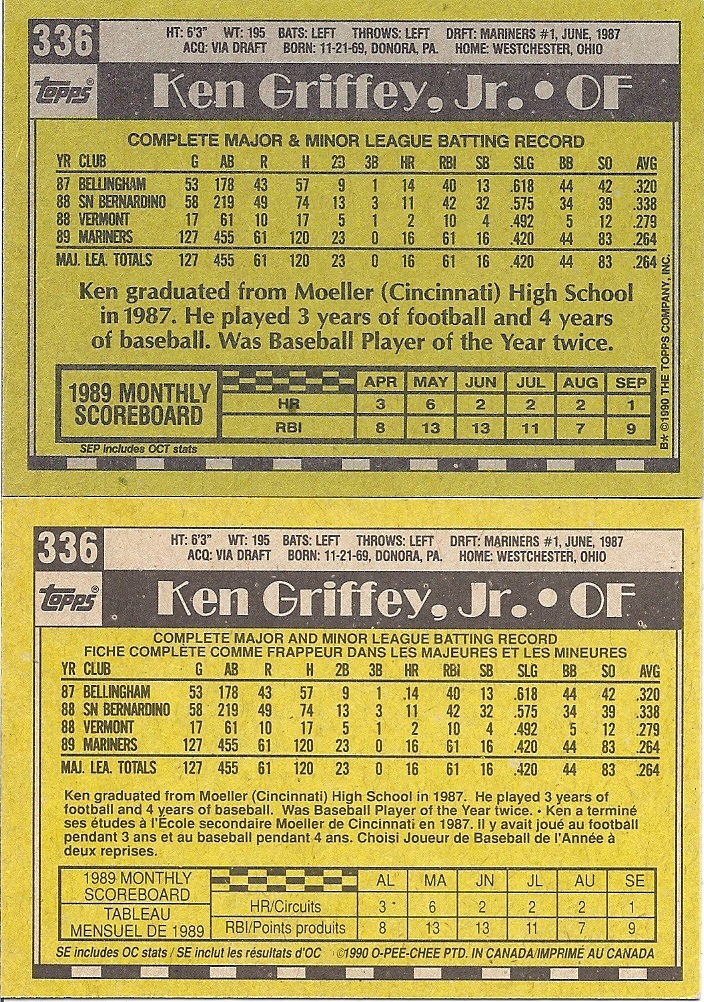 336
HT: 6'3" WT: 195 BATS: LEFT THROWS: LEFT DRFT: MARINERS #1, JUNE, 1987
ACQ: VIA DRAFT BORN: 11-21-69, DONORA, PA. HOME: WESTCHESTER, OHIO
Topps® Ken Griffey, Jr. • OF
COMPLETE MAJOR & MINOR LEAGUE BATTING RECORD
YR CLUB G AB R H 2B 3B HR RBI SB SLG BB SO AVG
87 BELLINGHAM 53 178 43 57 9 1 14 40 13 .618 44 42 .320
88 SN BERNARDINO 58 219 49 74 13 3 11 42 32 .575 34 39 .338
88 VERMONT 17 61 10 17 5 1 2 10 4 .492 5 12 .279
89 MARINERS 127 455 61 120 23 0 16 61 16 .420 44 83 .264
MAJ. LEA. TOTALS 127 455 61 120 23 0 16 61 16 .420 44 83 .264
Ken graduated from Moeller (Cincinnati) High School
in 1987. He played 3 years of football and 4 years
of baseball. Was Baseball Player of the Year twice.
1989 MONTHLY
SCOREBOARD
APR MAY JUN JUL AUG SEP
HR 3 6 2 2 2 1
RBI 8 13 13 11 7 9
SEP includes OCT stats
B* ©1990 THE TOPPS COMPANY, INC.
336
HT: 6'3" WT: 195 BATS: LEFT THROWS: LEFT DRFT: MARINERS #1, JUNE, 1987
ACQ: VIA DRAFT BORN: 11-21-69, DONORA, PA. HOME: WESTCHESTER, OHIO
Topps® Ken Griffey, Jr. • OF
COMPLETE MAJOR AND MINOR LEAGUE BATTING RECORD
FICHE COMPLÈTE COMME FRAPPEUR DANS LES MAJEURES ET LES MINEURES
YR CLUB G AB R H 2B 3B HR RBI SB SLG BB SO AVG
87 BELLINGHAM 53 178 43 57 9 1 14 40 13 .618 44 42 .320
88 SN BERNARDINO 58 219 49 74 13 3 11 42 32 .575 34 39 .338
88 VERMONT 17 61 10 17 5 1 2 10 4 .492 5 12 .279
89 MARINERS 127 455 61 120 23 0 16 61 16 .420 44 83 .264
MAJ. LEA. TOTALS 127 455 61 120 23 0 16 61 16 .420 44 83 .264
Ken graduated from Moeller (Cincinnati) High School in 1987. He played 3 years of
football and 4 years of baseball. Was Baseball Player of the Year twice. • Ken a terminé
ses études à l'École secondaire Moeller de Cincinnati en 1987. Il y avait joué au football
pendant 3 ans et au baseball pendant 4 ans. Choisi Joueur de Baseball de l'Année à
deux reprises.
1989 MONTHLY
SCOREBOARD
TABLEAU
MENSUEL DE 1989
AL MA JN JL AU SE
HR/Circuits 3 6 2 2 2 1
RBI/Points produits 8 13 13 11 7 9
SE includes OC stats / SE inclut les résultats d'OC ©1990 O-PEE-CHEE PTD. IN CANADA/IMPRIMÉ AU CANADA